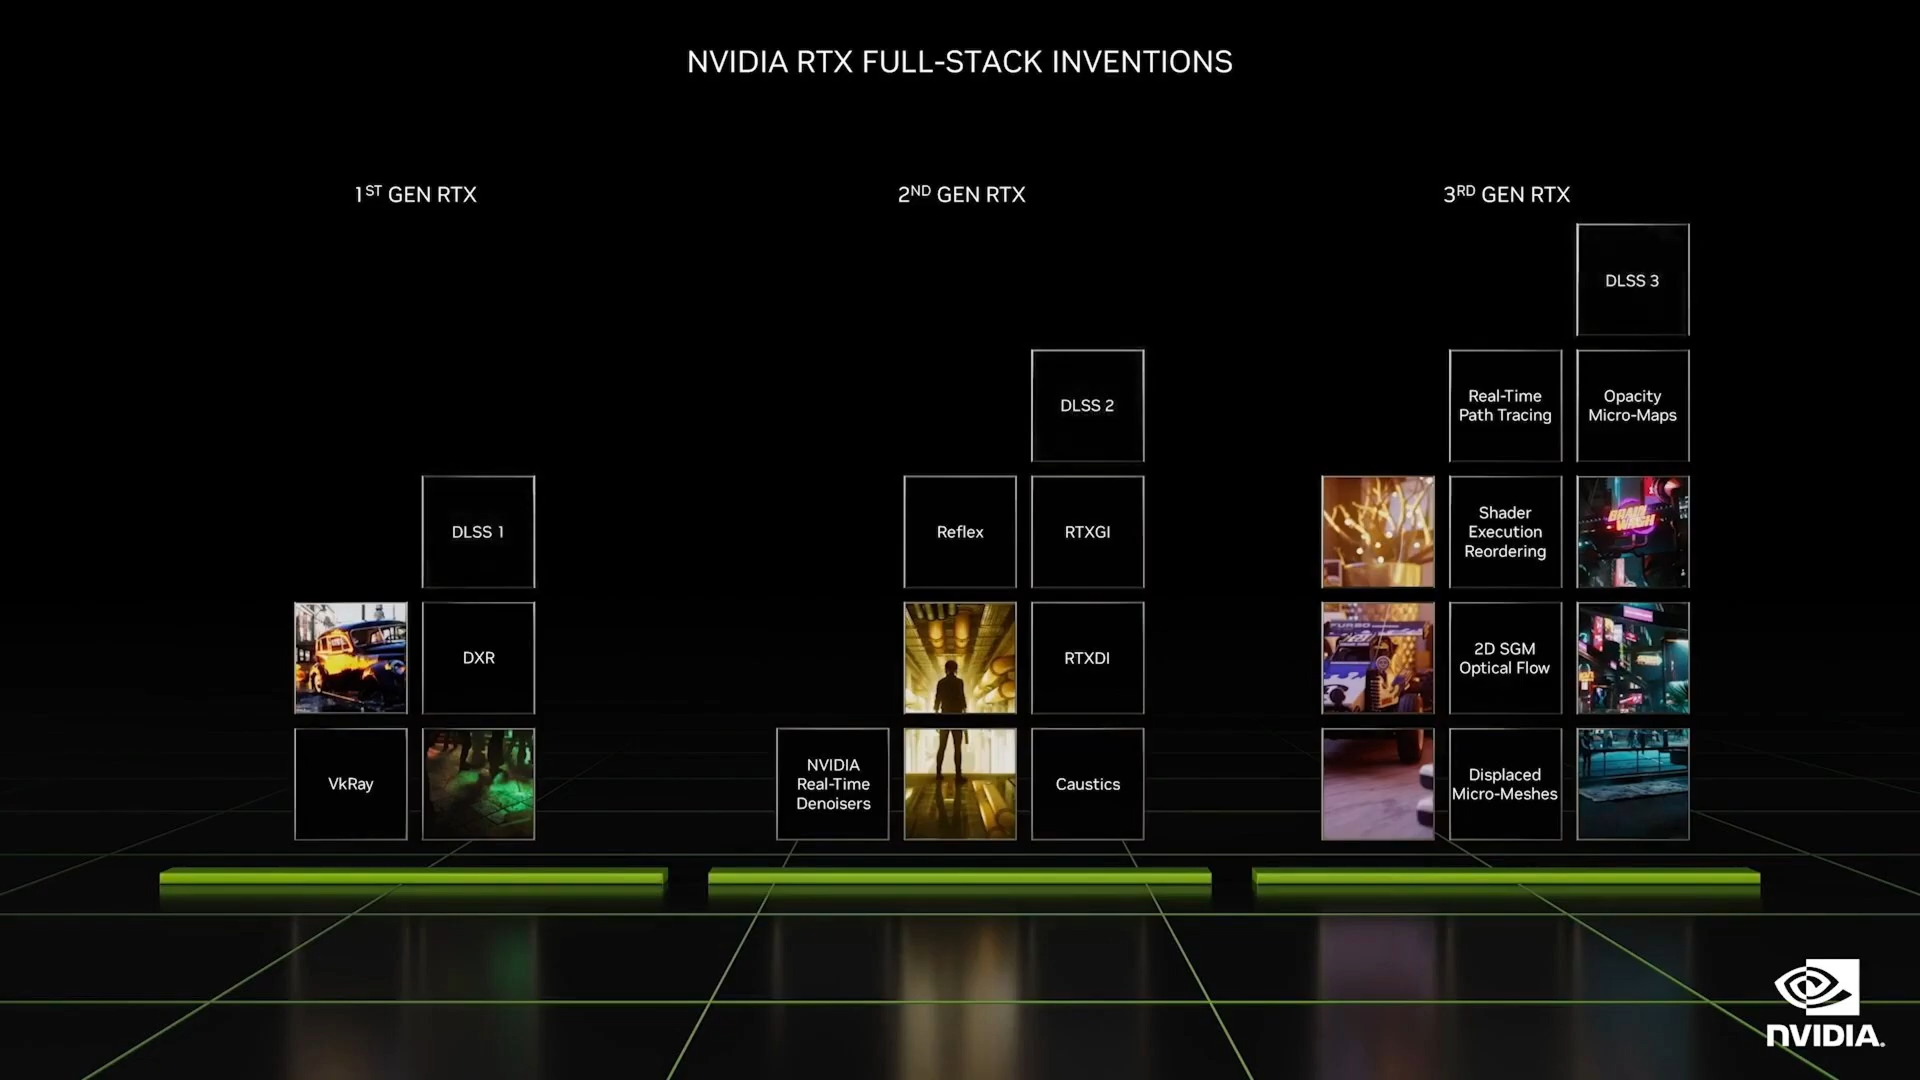 NVIDIA RTX FULL-STACK INVENTIONS
1ST GEN RTX
DLSS 1
DXR
VkRay
2ND GEN RTX
DLSS 2
Reflex
RTXGI
RTXDI
NVIDIA
Real-Time
Denoisers
Caustics
3RD GEN RTX
DLSS 3
Real-Time
Path Tracing
Opacity
Micro-Maps
Shader
Execution
Reordering
BRAIN
WASH
2D SGM
Optical Flow
Displaced
Micro-Meshes
NVIDIA.